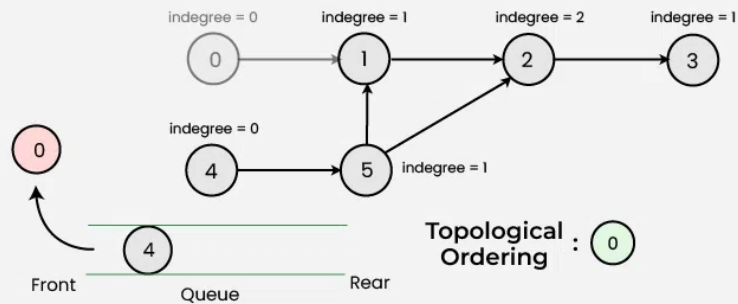 indegree = 0
indegree = 1
indegree = 2
indegree = 1
0
1
2
3
indegree = 0
0
4
5
indegree = 1
4
Topological
Ordering
:
0
Front
Queue
Rear